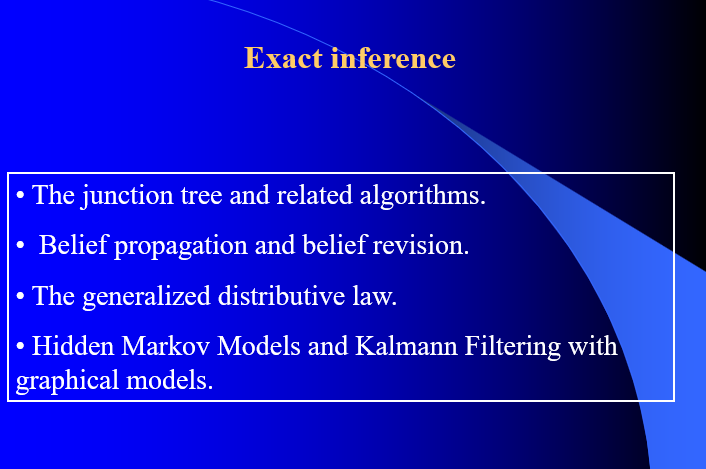 Exact inference
• The junction tree and related algorithms.
• Belief propagation and belief revision.
• The generalized distributive law.
• Hidden Markov Models and Kalmann Filtering with
graphical models.